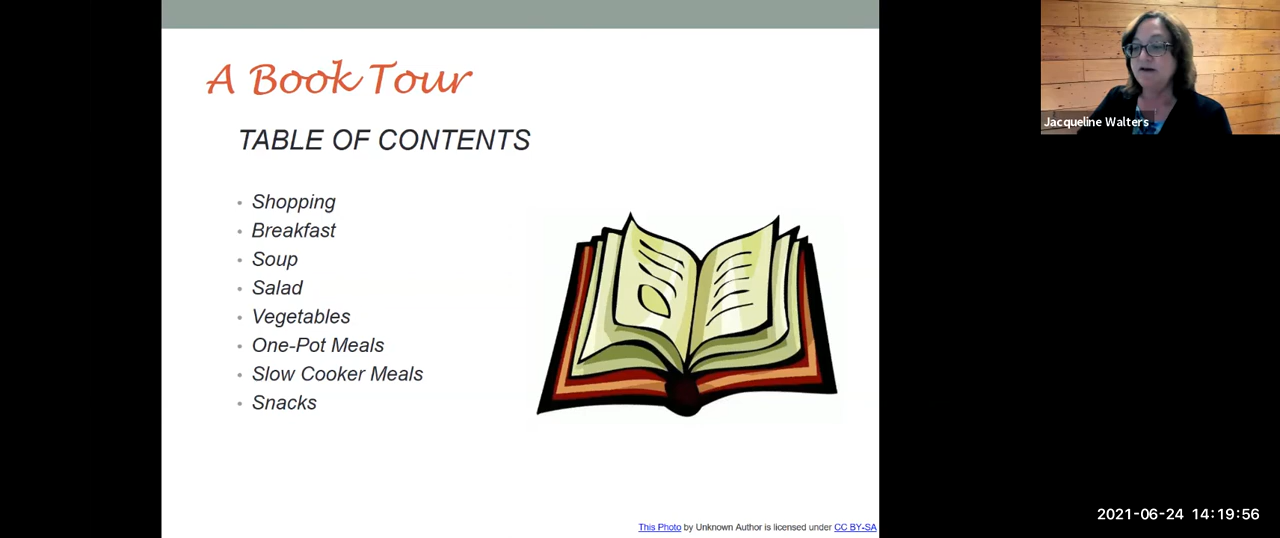 A Book Tour
TABLE OF CONTENTS
• Shopping
• Breakfast
• Soup
• Salad
• Vegetables
• One-Pot Meals
• Slow Cooker Meals
• Snacks
This Photo by Unknown Author is licensed under CC BY-SA
Jacqueline Walters
2021-06-24 14:19:56